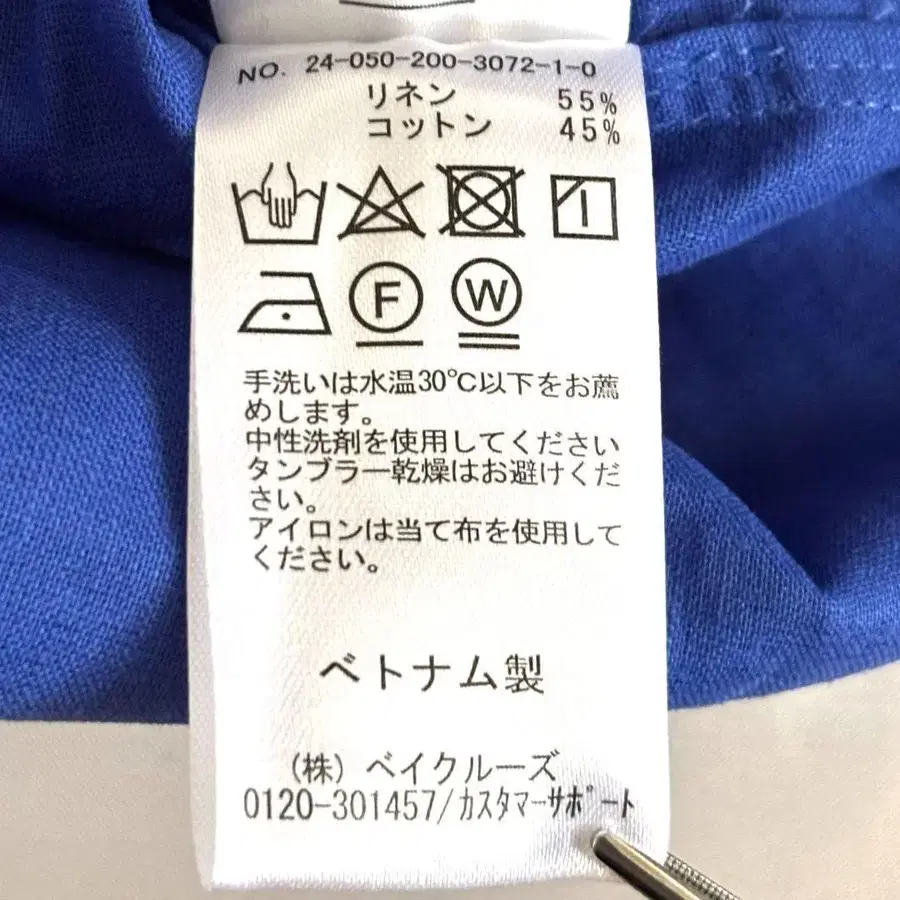 NO. 24-050-200-3072-1-0
リネン 55%
コットン 45%
F W
手洗いは水温30℃以下をお薦
めします。
中性洗剤を使用してください
タンブラー乾燥はお避けくだ
さい。
アイロンは当て布を使用して
ください。
ベトナム製
(株) ベイクルーズ
0120-301457/カスタマーサポート